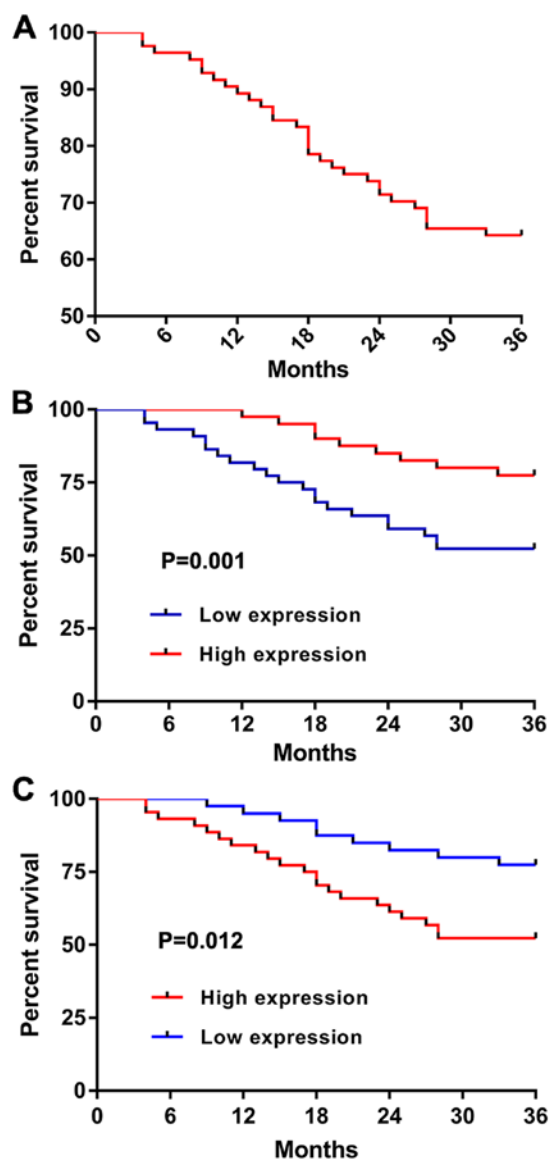 A
100
90
80
70
60
50
Percent survival
0 6 12 18 24 30 36
Months
B
100
75
50
25
0
Percent survival
P=0.001
Low expression
High expression
0 6 12 18 24 30 36
Months
C
100
75
50
25
0
Percent survival
P=0.012
High expression
Low expression
0 6 12 18 24 30 36
Months